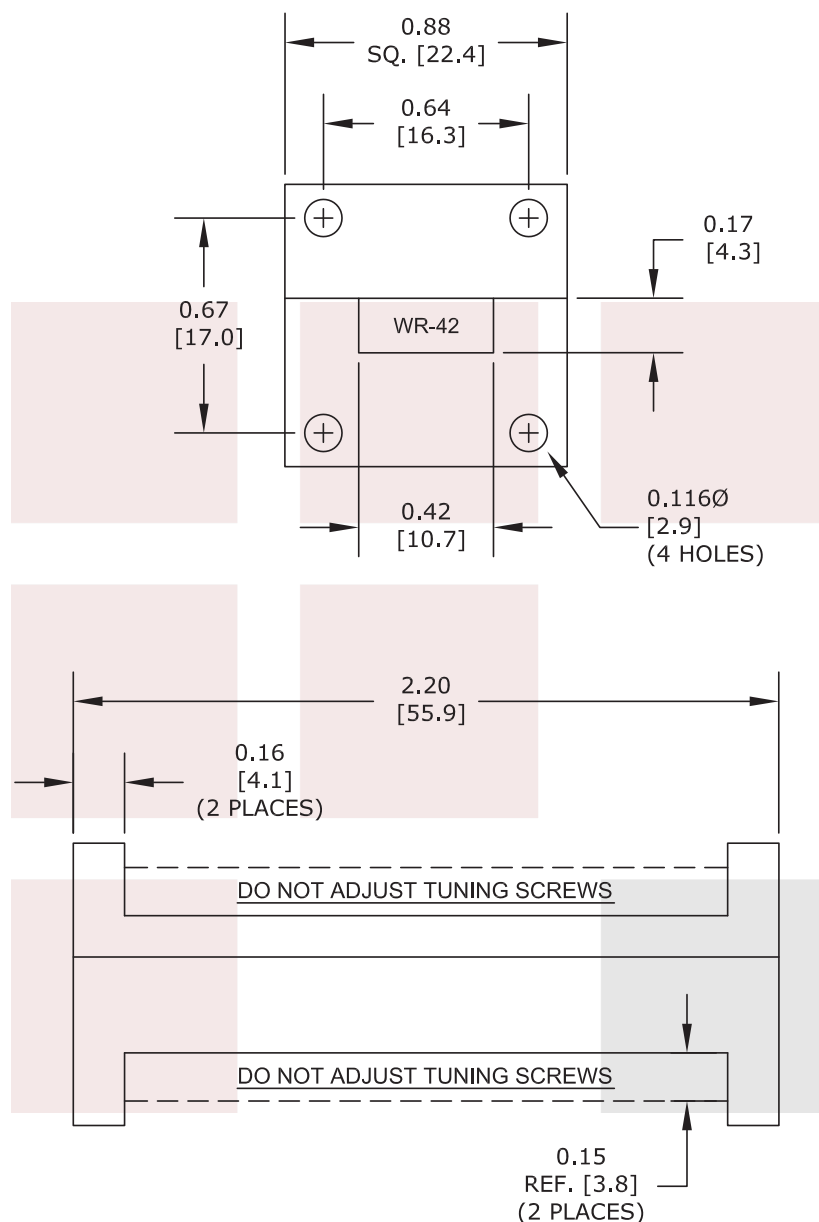 0.88
SQ. [22.4]
0.64
[16.3]
0.17
[4.3]
0.67
[17.0]
WR-42
0.42
[10.7]
0.116Ø
[2.9]
(4 HOLES)
2.20
[55.9]
0.16
[4.1]
(2 PLACES)
DO NOT ADJUST TUNING SCREWS
DO NOT ADJUST TUNING SCREWS
0.15
REF. [3.8]
(2 PLACES)